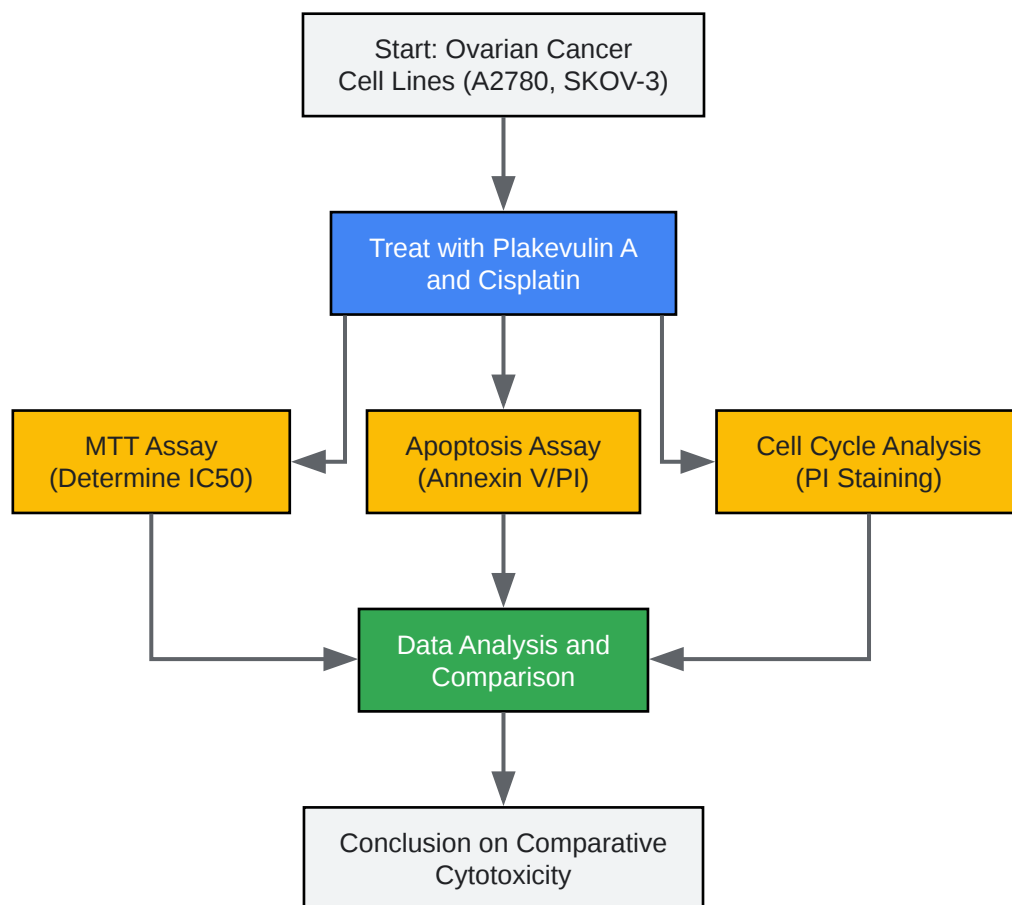 Start: Ovarian Cancer
Cell Lines (A2780, SKOV-3)
Treat with Plakevulin A
and Cisplatin
MTT Assay
(Determine IC50)
Apoptosis Assay
(Annexin V/PI)
Cell Cycle Analysis
(PI Staining)
Data Analysis and
Comparison
Conclusion on Comparative
Cytotoxicity